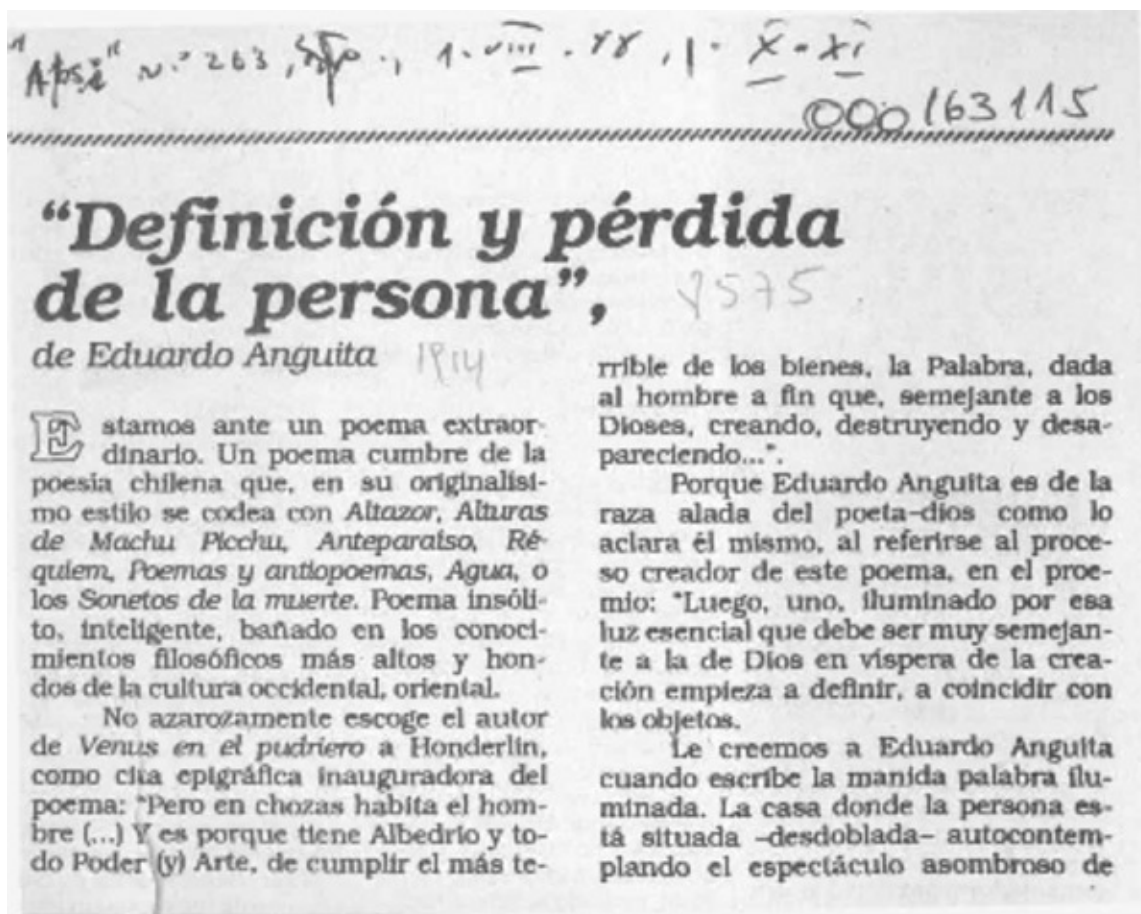 "Apsi" n.° 263, Stgo., 1.VIII.88, p. X-XI
000163115
“Definición y pérdida
de la persona”,
9575
de Eduardo Anguita 1914
Estamos ante un poema extraor-
dinario. Un poema cumbre de la
poesía chilena que, en su originalísi-
mo estilo se codea con Altazor, Alturas
de Machu Picchu, Anteparaíso, Ré-
quiem, Poemas y antiopoemas, Agua, o
los Sonetos de la muerte. Poema insóli-
to, inteligente, bañado en los conoci-
mientos filosóficos más altos y hon-
dos de la cultura occidental, oriental.
No azarozamente escoge el autor
de Venus en el pudriero a Honderlin,
como cita epigráfica inauguradora del
poema: "Pero en chozas habita el hom-
bre (...) Y es porque tiene Albedrío y to-
do Poder (y) Arte, de cumplir el más te-
rrible de los bienes, la Palabra, dada
al hombre a fin que, semejante a los
Dioses, creando, destruyendo y desa-
pareciendo...".
Porque Eduardo Anguita es de la
raza alada del poeta-dios como lo
aclara él mismo, al referirse al proce-
so creador de este poema, en el proe-
mio: "Luego, uno, iluminado por esa
luz esencial que debe ser muy semejan-
te a la de Dios en víspera de la crea-
ción empieza a definir, a coincidir con
los objetos.
Le creemos a Eduardo Anguita
cuando escribe la manida palabra ilu-
minada. La casa donde la persona es-
tá situada –desdoblada– autocontem-
plando el espectáculo asombroso de